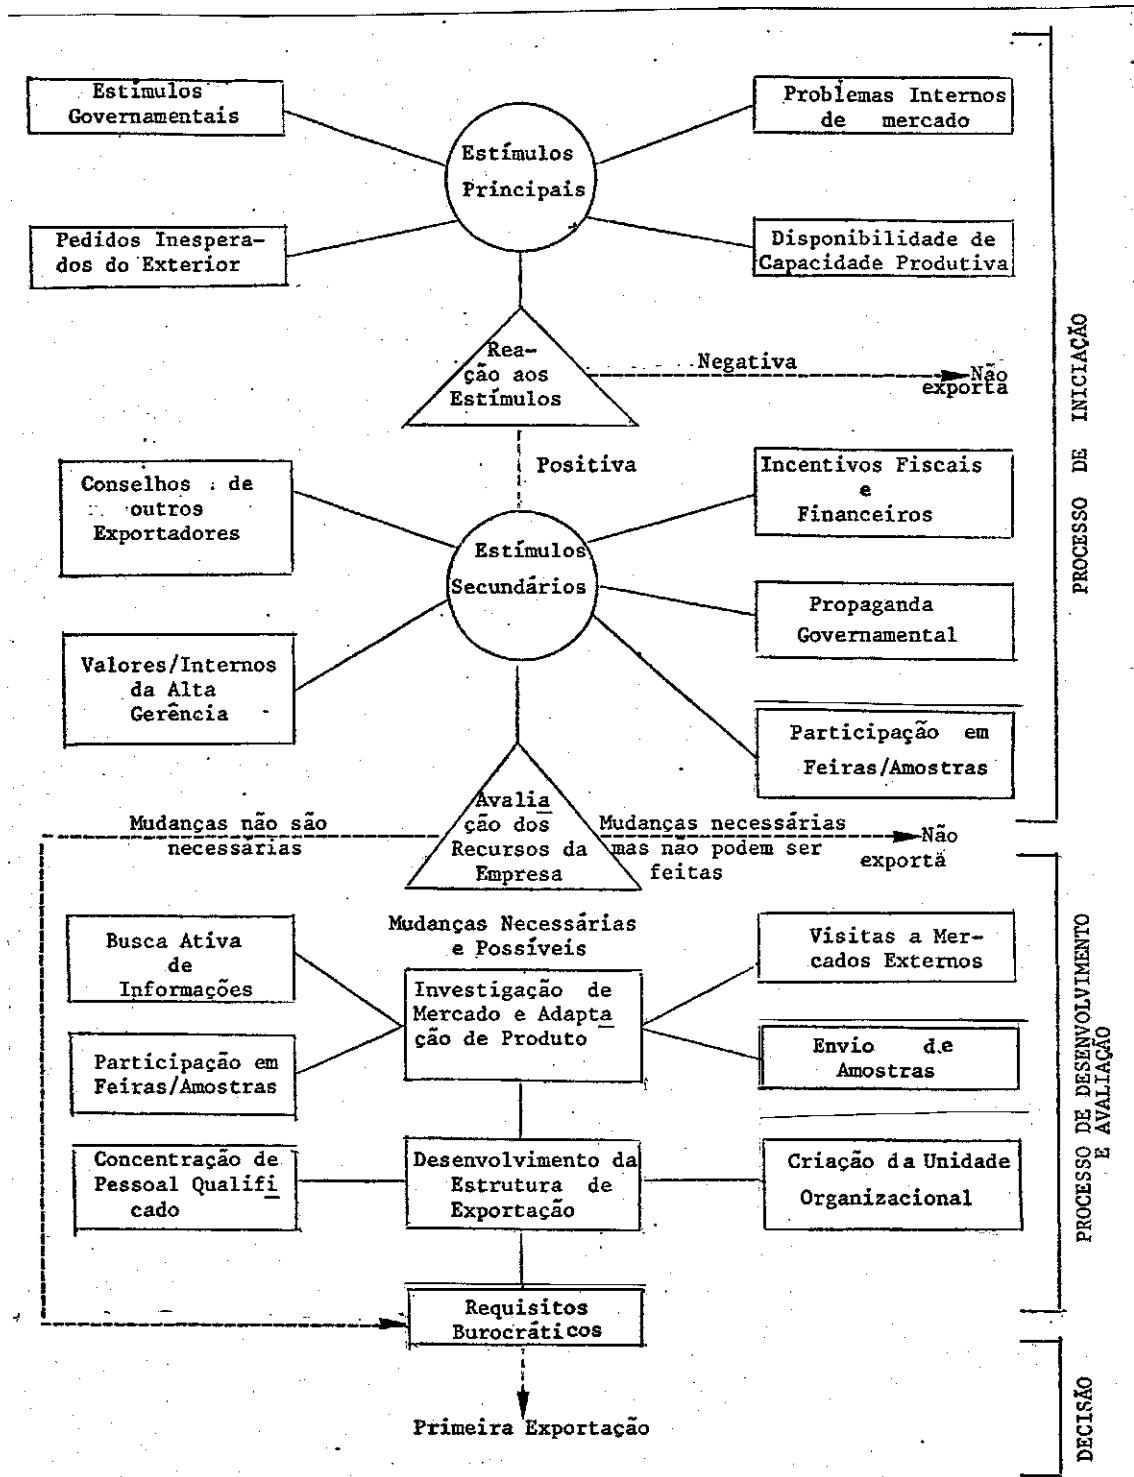 Estímulos
Governamentais
Problemas Internos
de mercado
Estímulos
Principais
Pedidos Inespera-
dos do Exterior
Disponibilidade de
Capacidade Produtiva
Rea-
ção aos
Estímulos
Negativa
Não
exporta
Positiva
PROCESSO DE INICIAÇÃO
Conselhos de
outros
Exportadores
Incentivos Fiscais
e
Financeiros
Estímulos
Secundários
Propaganda
Governamental
Valores/Internos
da Alta
Gerência
Participação em
Feiras/Amostras
Avalia
ção dos
Recursos da
Empresa
Mudanças não são
necessárias
Mudanças necessárias
mas não podem ser
feitas
Não
exporta
Mudanças Necessárias
e Possíveis
Busca Ativa
de
Informações
Visitas a Mer-
cados Externos
Investigação de
Mercado e Adapta
ção de Produto
Participação em
Feiras/Amostras
Envio de
Amostras
PROCESSO DE DESENVOLVIMENTO
E AVALIAÇÃO
Concentração de
Pessoal Qualifi
cado
Desenvolvimento da
Estrutura de
Exportação
Criação da Unidade
Organizacional
Requisitos
Burocráticos
Primeira Exportação
DECISÃO